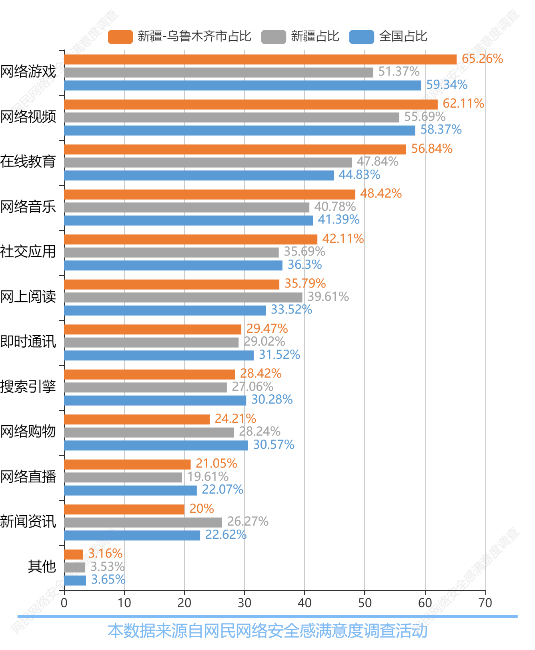 新疆-乌鲁木齐市占比 新疆占比 全国占比
网络游戏 65.26% 51.37% 59.34%
网络视频 62.11% 55.69% 58.37%
在线教育 56.84% 47.84% 44.83%
网络音乐 48.42% 40.78% 41.39%
社交应用 42.11% 35.69% 36.3%
网上阅读 35.79% 39.61% 33.52%
即时通讯 29.47% 29.02% 31.52%
搜索引擎 28.42% 27.06% 30.28%
网络购物 24.21% 28.24% 30.57%
网络直播 21.05% 19.61% 22.07%
新闻资讯 20% 26.27% 22.62%
其他 3.16% 3.53% 3.65%
0 10 20 30 40 50 60 70
本数据来源自网民网络安全感满意度调查活动